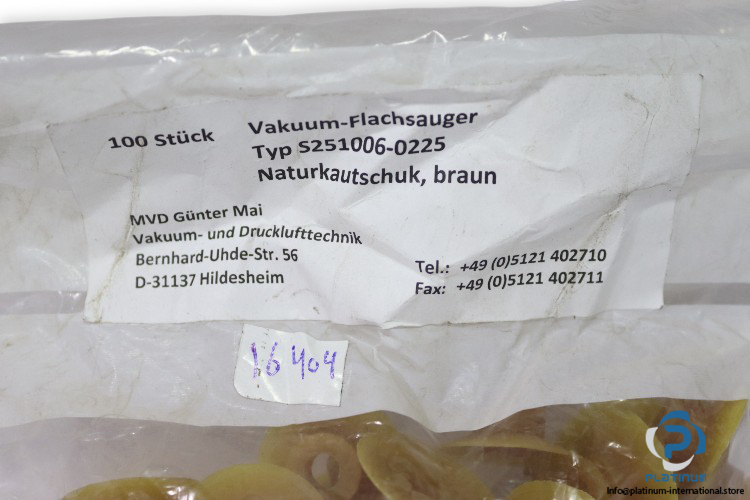 100 Stück Vakuum-Flachsauger
Typ S251006-0225
Naturkautschuk, braun
MVD Günter Mai
Vakuum- und Drucklufttechnik
Bernhard-Uhde-Str. 56
D-31137 Hildesheim
Tel.: +49 (0)5121 402710
Fax: +49 (0)5121 402711
16404
PLATINUM
Info@platinum-international.store